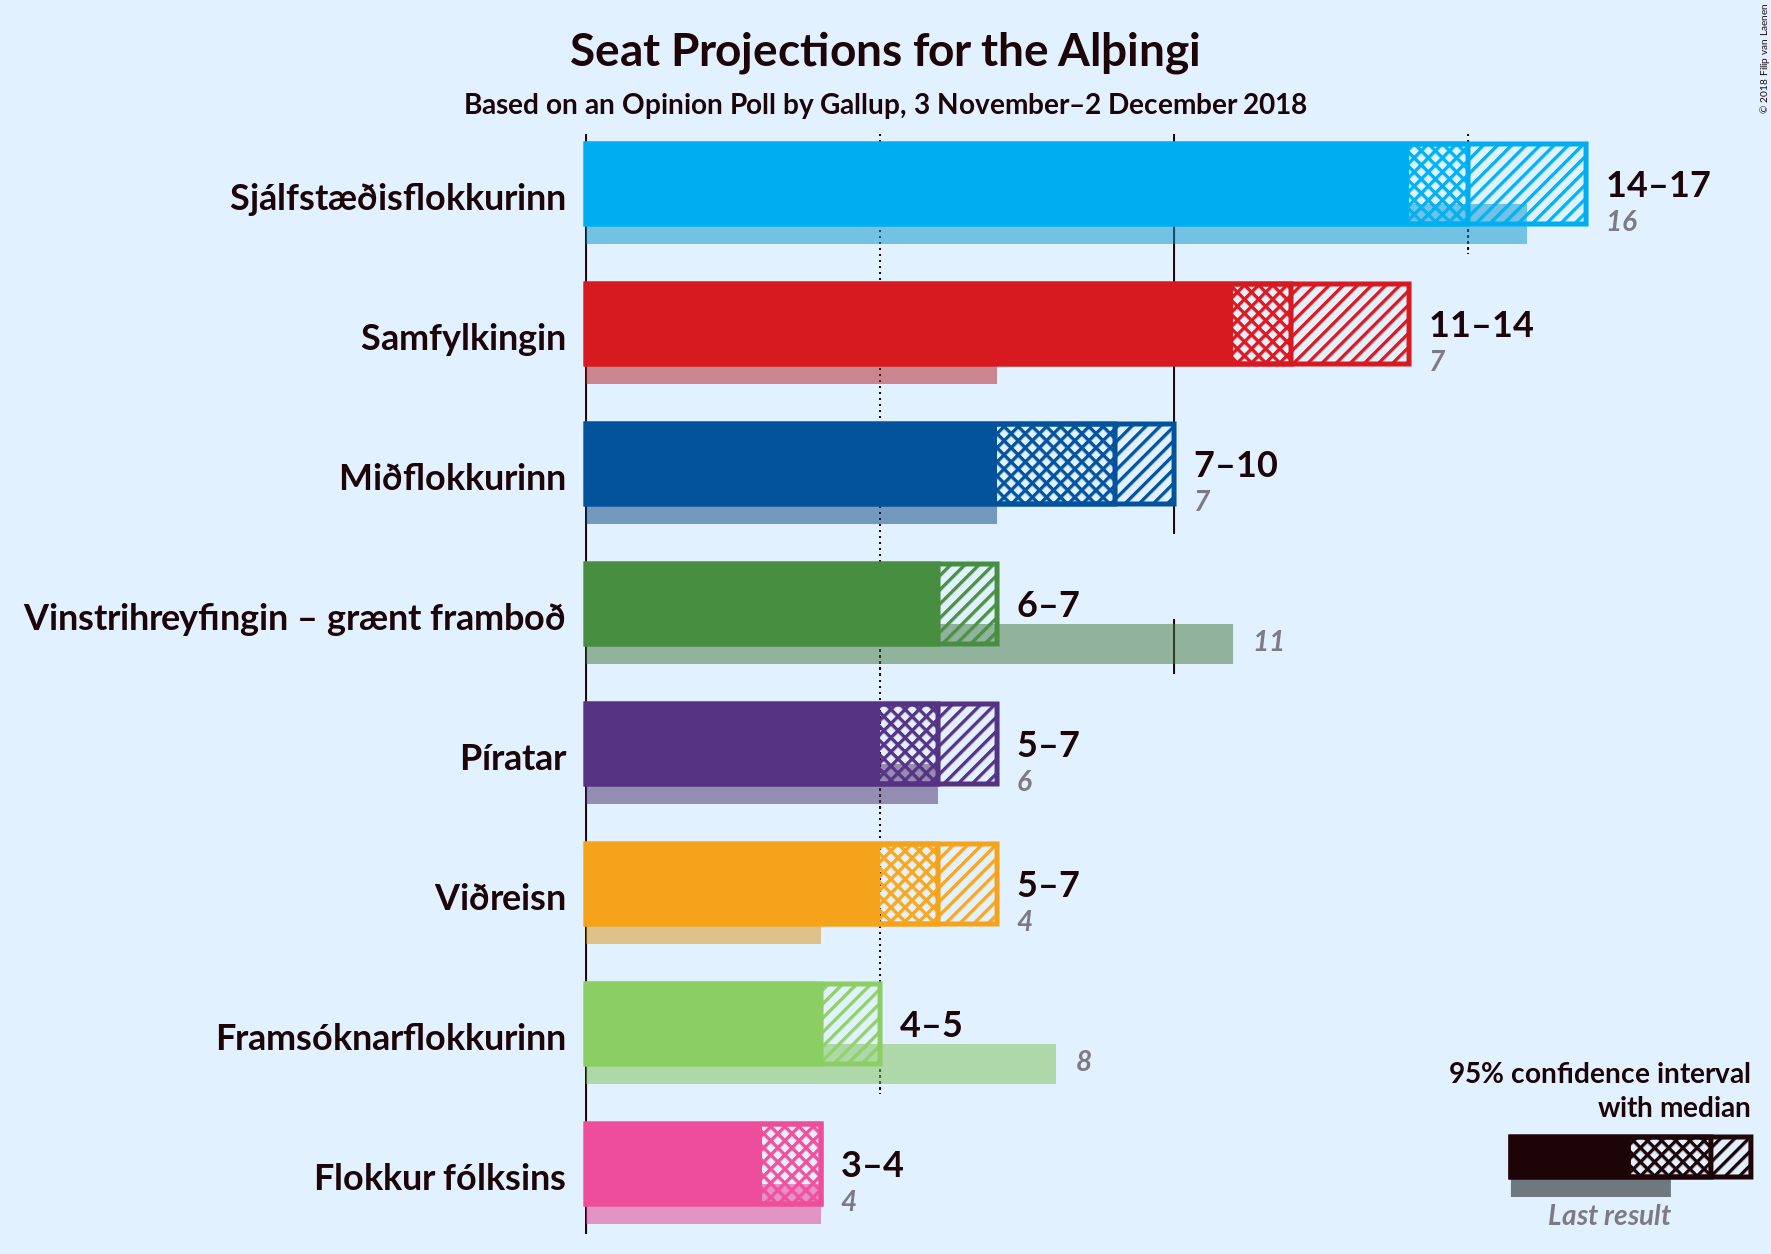 Seat Projections for the Alþingi
Based on an Opinion Poll by Gallup, 3 November–2 December 2018
© 2018 Filip van Laenen
Sjálfstæðisflokkurinn
14–17
16
Samfylkingin
11–14
7
Miðflokkurinn
7–10
7
Vinstrihreyfingin – grænt framboð
6–7
11
Píratar
5–7
6
Viðreisn
5–7
4
Framsóknarflokkurinn
4–5
8
Flokkur fólksins
3–4
4
95% confidence interval
with median
Last result